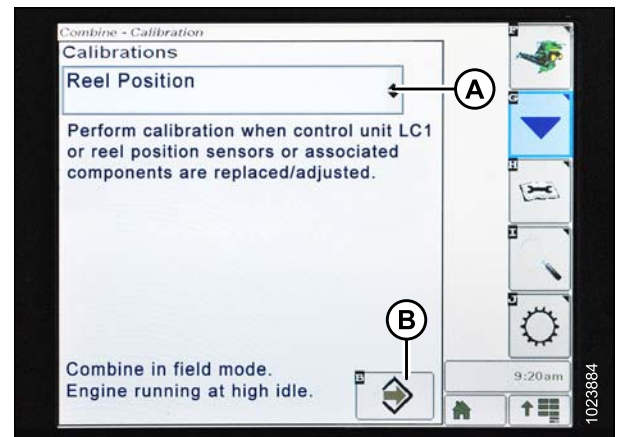 Combine - Calibration
Calibrations
Reel Position
A
Perform calibration when control unit LC1
or reel position sensors or associated
components are replaced/adjusted.
B
Combine in field mode.
Engine running at high idle.
F
G
H
I
J
B
9:20am
1023884